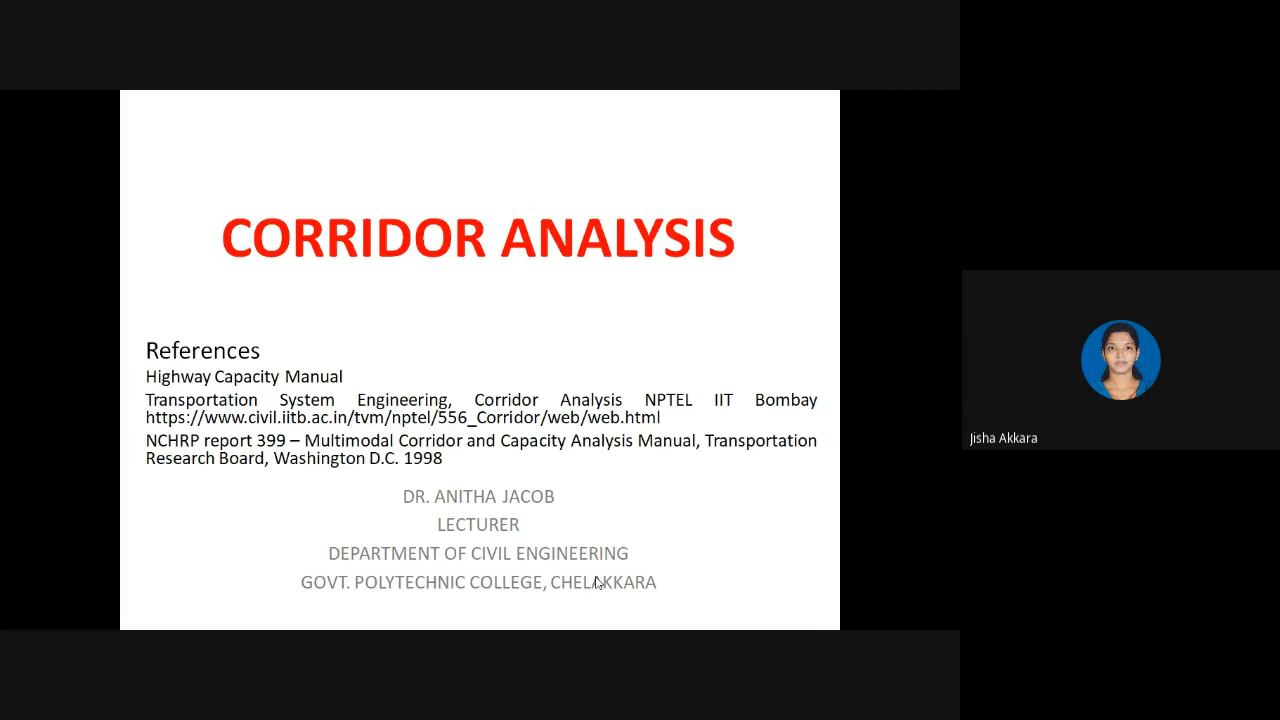 CORRIDOR ANALYSIS
References
Highway Capacity Manual
Transportation System Engineering, Corridor Analysis NPTEL IIT Bombay
https://www.civil.iitb.ac.in/tvm/nptel/556_Corridor/web/web.html
NCHRP report 399 – Multimodal Corridor and Capacity Analysis Manual, Transportation
Research Board, Washington D.C. 1998
DR. ANITHA JACOB
LECTURER
DEPARTMENT OF CIVIL ENGINEERING
GOVT. POLYTECHNIC COLLEGE, CHELAKKARA
Jisha Akkara